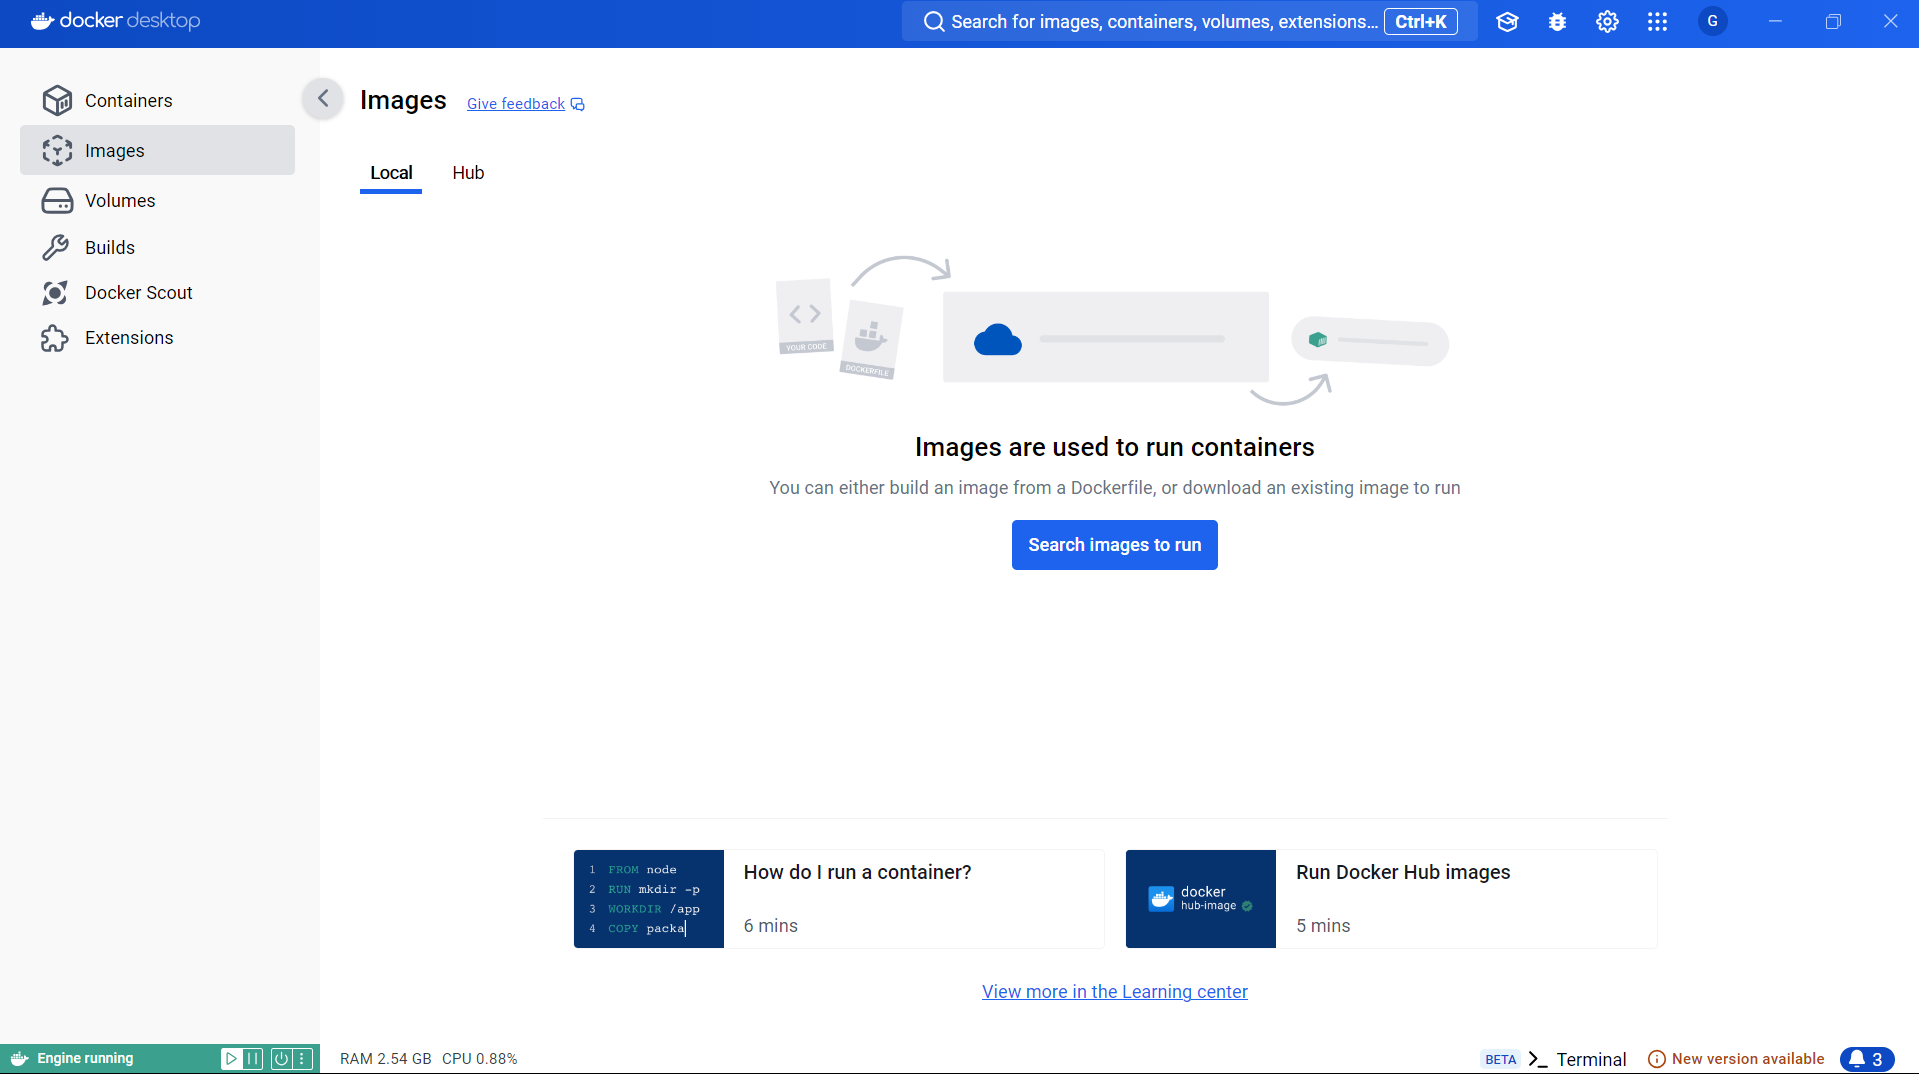 docker desktop
Search for images, containers, volumes, extensions... Ctrl+K
G
Containers
Images
Volumes
Builds
Docker Scout
Extensions
Images Give feedback
Local Hub
YOUR CODE
DOCKERFILE
Images are used to run containers
You can either build an image from a Dockerfile, or download an existing image to run
Search images to run
1 FROM node
2 RUN mkdir -p
3 WORKDIR /app
4 COPY packa
How do I run a container?
6 mins
docker
hub-image
Run Docker Hub images
5 mins
View more in the Learning center
Engine running
RAM 2.54 GB CPU 0.88%
BETA >_ Terminal
New version available
3